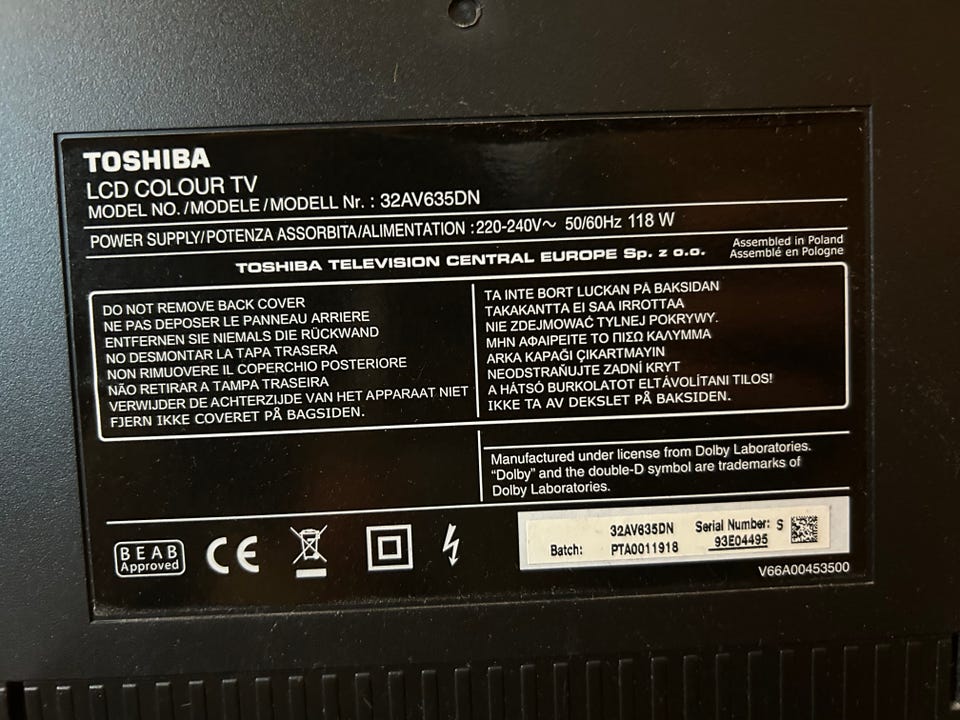 TOSHIBA
LCD COLOUR TV
MODEL NO./MODELE/MODELL Nr. : 32AV635DN
POWER SUPPLY/POTENZA ASSORBITA/ALIMENTATION :220-240V~ 50/60Hz 118 W
TOSHIBA TELEVISION CENTRAL EUROPE Sp. z o.o.
Assembled in Poland
Assemblé en Pologne
DO NOT REMOVE BACK COVER
NE PAS DEPOSER LE PANNEAU ARRIERE
ENTFERNEN SIE NIEMALS DIE RÜCKWAND
NO DESMONTAR LA TAPA TRASERA
NON RIMUOVERE IL COPERCHIO POSTERIORE
NÃO RETIRAR A TAMPA TRASEIRA
VERWIJDER DE ACHTERZIJDE VAN HET APPARAAT NIET
FJERN IKKE COVERET PÅ BAGSIDEN.
TA INTE BORT LUCKAN PÅ BAKSIDAN
TAKAKANTTA EI SAA IRROTTAA
NIE ZDEJMOWAĆ TYLNEJ POKRYWY.
ΜΗΝ ΑΦΑΙΡΕΙΤΕ ΤΟ ΠΙΣΩ ΚΑΛΥΜΜΑ
ARKA KAPAĞI ÇIKARTMAYIN
NEODSTRAŇUJTE ZADNÍ KRYT
A HÁTSÓ BURKOLATOT ELTÁVOLÍTANI TILOS!
IKKE TA AV DEKSLET PÅ BAKSIDEN.
Manufactured under license from Dolby Laboratories.
"Dolby" and the double-D symbol are trademarks of
Dolby Laboratories.
BEAB
Approved
CE
32AV635DN
Batch: PTA0011918
Serial Number: S
93E04495
V66A00453500